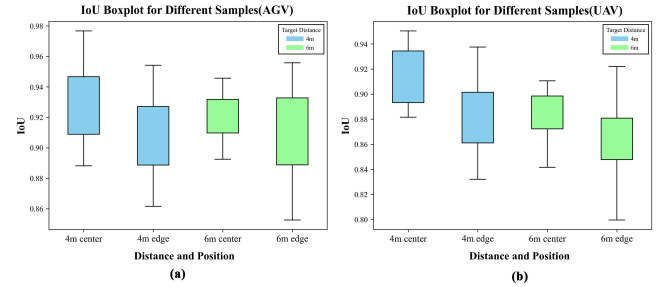 IoU Boxplot for Different Samples(AGV)
Target Distance
4m
6m
0.98
0.96
0.94
0.92
0.90
0.88
0.86
IoU
4m center
4m edge
6m center
6m edge
Distance and Position
(a)
IoU Boxplot for Different Samples(UAV)
Target Distance
4m
6m
0.94
0.92
0.90
0.88
0.86
0.84
0.82
0.80
IoU
4m center
4m edge
6m center
6m edge
Distance and Position
(b)